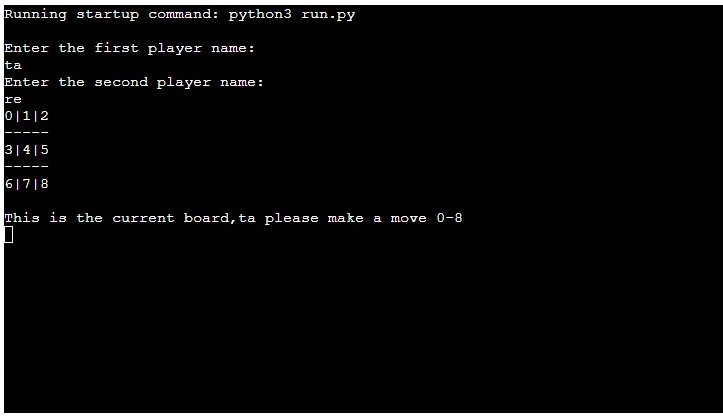 Running startup command: python3 run.py
Enter the first player name:
ta
Enter the second player name:
re
0|1|2
-----
3|4|5
-----
6|7|8
This is the current board,ta please make a move 0-8